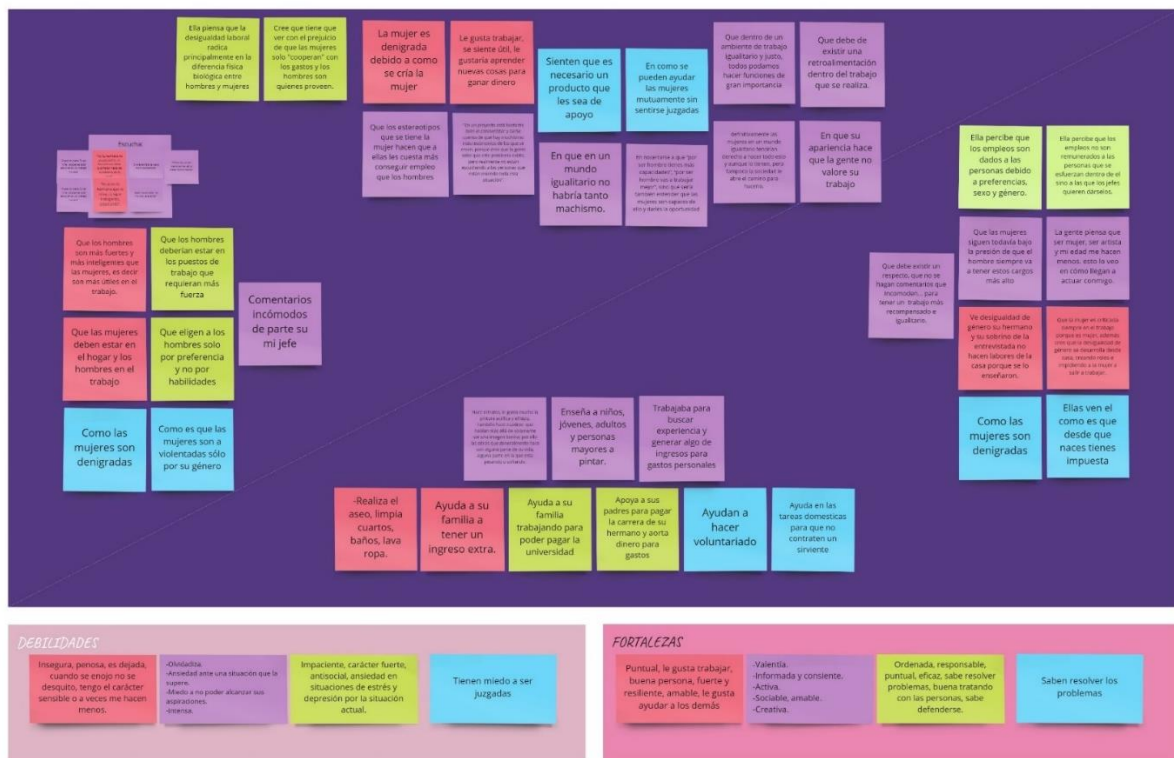 Ella piensa que la
desigualdad laboral
radica
principalmente en la
diferencia física
biológica entre
hombres y mujeres
Cree que tiene que
ver con el prejuicio
de que las mujeres
solo "cooperan" con
los gastos y los
hombres son
quienes proveen.
La mujer es
denigrada
debido a como
se cría la
mujer
Le gusta trabajar,
se siente útil, le
gustaría aprender
nuevas cosas para
ganar dinero
Sienten que es
necesario un
producto que
les sea de
apoyo
En como se
pueden ayudar
las mujeres
mutuamente sin
sentirse juzgadas
Que dentro de un
ambiente de trabajo
igualitario y justo,
todos podamos
hacer funciones de
gran importancia
Que debe de
existir una
retroalimentación
dentro del trabajo
que se realiza.
Que los estereotipos
que se tiene la
mujer hacen que a
ellas les cuesta más
conseguir empleo
que los hombres
En que en un
mundo
igualitario no
habría tanto
machismo.
En que su
apariencia hace
que la gente no
valore su
trabajo
Escuche
Que los hombres
son más fuertes y
más inteligentes que
las mujeres, es decir
son más útiles en el
trabajo.
Que los hombres
deberían estar en
los puestos de
trabajo que
requieran más
fuerza
Que las mujeres
deben estar en
el hogar y los
hombres en el
trabajo
Que eligen a los
hombres solo
por preferencia
y no por
habilidades
Comentarios
incómodos
de parte su
mi jefe
Como las
mujeres son
denigradas
Como es que las
mujeres son a
violentadas sólo
por su género
Ella percibe que
los empleos son
dados a las
personas debido
a preferencias,
sexo y género.
Ella percibe que los
empleos no son
remunerados a las
personas que se
esfuerzan dentro de el
sino a las que los jefes
quieren dárselos.
Que debe existir un
respeto, que no se
hagan comentarios que
incomoden... para
tener un trabajo más
recompensado e
igualitario.
Que las mujeres
siguen todavía bajo
la presión de que el
hombre siempre va
a tener estos cargos
más alto
La gente piensa que
ser mujer, ser artista
y mi edad me hacen
menos, esto lo veo
en cómo llegan a
actuar conmigo.
Ve desigualdad de
género su hermano
y su sobrino de la
entrevistada no
hacen labores de la
casa porque se lo
enseñaron.
Como las
mujeres son
denigradas
Ellas ven el
como es que
desde que
naces tienes
impuesta
Enseña a niños,
jóvenes, adultos
y personas
mayores a
pintar.
Trabajaba para
buscar
experiencia y
generar algo de
ingresos para
gastos personales
-Realiza el
aseo, limpia
cuartos,
baños, lava
ropa.
Ayuda a su
familia a
tener un
ingreso extra.
Ayuda a su
familia
trabajando para
poder pagar la
universidad
Apoya a sus
padres para pagar
la carrera de su
hermano y aorta
dinero para
gastos
Ayudan a
hacer
voluntariado
Ayuda en las
tareas domesticas
para que no
contraten un
sirviente
DEBILIDADES
Insegura, penosa, es dejada,
cuando se enojo no se
desquito, tengo el carácter
sensible o a veces me hacen
menos.
-Olvidadiza.
-Ansiedad ante una situación que la
supere.
-Miedo a no poder alcanzar sus
aspiraciones.
-Intensa.
Impaciente, carácter fuerte,
antisocial, ansiedad en
situaciones de estrés y
depresión por la situación
actual.
Tienen miedo a ser
juzgadas
FORTALEZAS
Puntual, le gusta trabajar,
buena persona, fuerte y
resiliente, amable, le gusta
ayudar a los demás
-Valentía.
-Informada y consiente.
-Activa.
-Sociable, amable.
-Creativa.
Ordenada, responsable,
puntual, eficaz, sabe resolver
problemas, buena tratando
con las personas, sabe
defenderse.
Saben resolver los
problemas